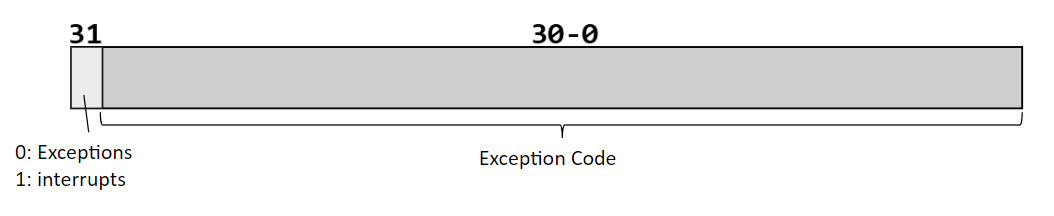 31 30-0
0: Exceptions
Exception Code
1: interrupts